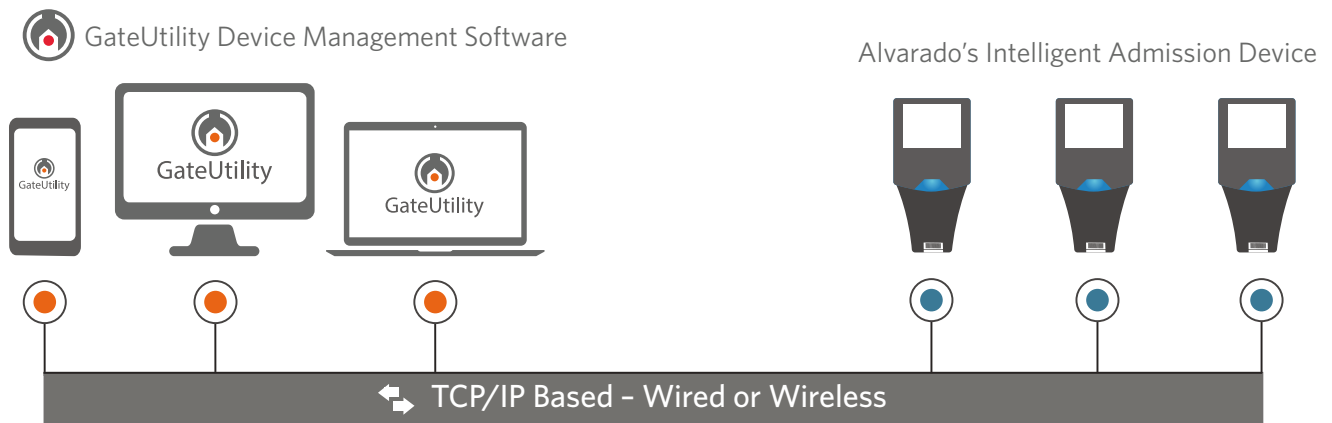 GateUtility Device Management Software
Alvarado's Intelligent Admission Device
GateUtility
GateUtility
GateUtility
TCP/IP Based – Wired or Wireless